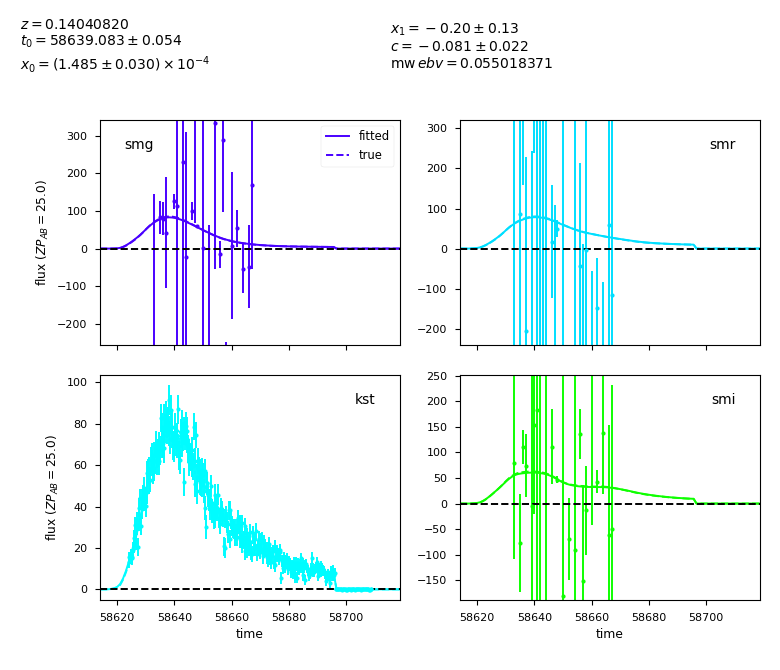 z = 0.14040820
t₀ = 58639.083 ± 0.054
x₀ = (1.485 ± 0.030) × 10⁻⁴
x₁ = −0.20 ± 0.13
c = −0.081 ± 0.022
mw ebv = 0.055018371
smg
fitted
true
300
200
100
0
−100
−200
flux (ZP_AB = 25.0)
smr
300
200
100
0
−100
−200
kst
100
80
60
40
20
0
flux (ZP_AB = 25.0)
58620 58640 58660 58680 58700
time
smi
250
200
150
100
50
0
−50
−100
−150
58620 58640 58660 58680 58700
time